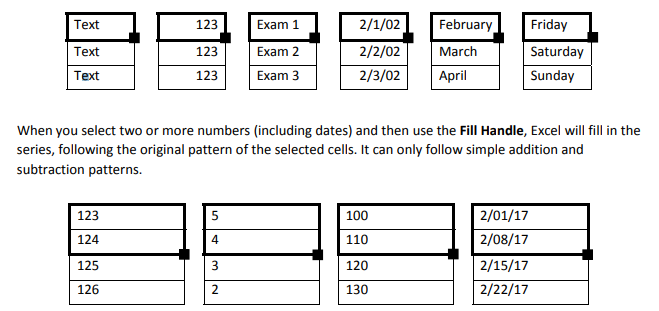 Text 123 Exam 1 2/1/02 February Friday
Text 123 Exam 2 2/2/02 March Saturday
Text 123 Exam 3 2/3/02 April Sunday
When you select two or more numbers (including dates) and then use the Fill Handle, Excel will fill in the
series, following the original pattern of the selected cells. It can only follow simple addition and
subtraction patterns.
123 5 100 2/01/17
124 4 110 2/08/17
125 3 120 2/15/17
126 2 130 2/22/17